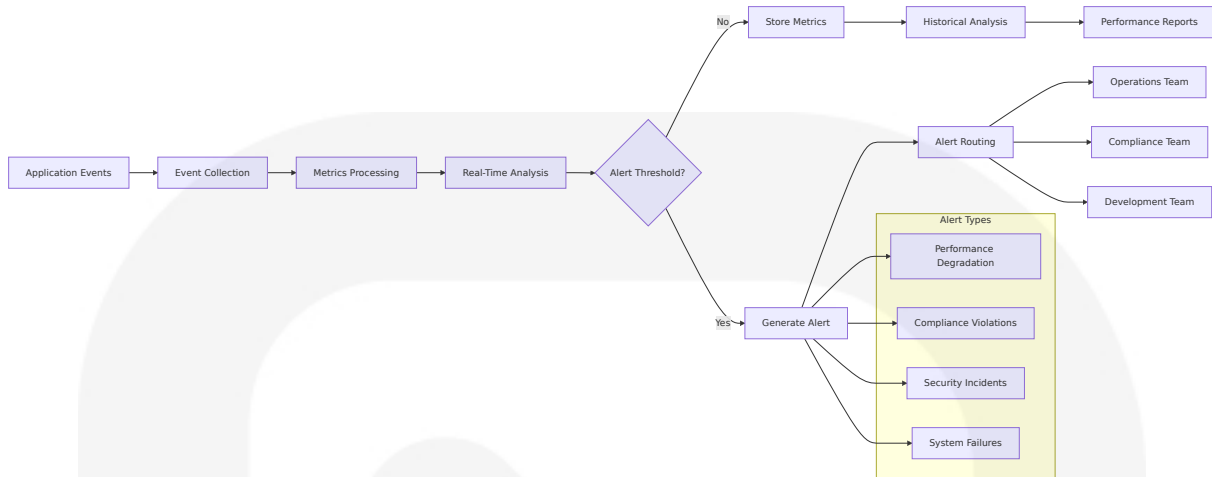 Application Events
Event Collection
Metrics Processing
Real-Time Analysis
Alert Threshold?
No
Store Metrics
Historical Analysis
Performance Reports
Yes
Generate Alert
Alert Routing
Operations Team
Compliance Team
Development Team
Alert Types
Performance
Degradation
Compliance Violations
Security Incidents
System Failures